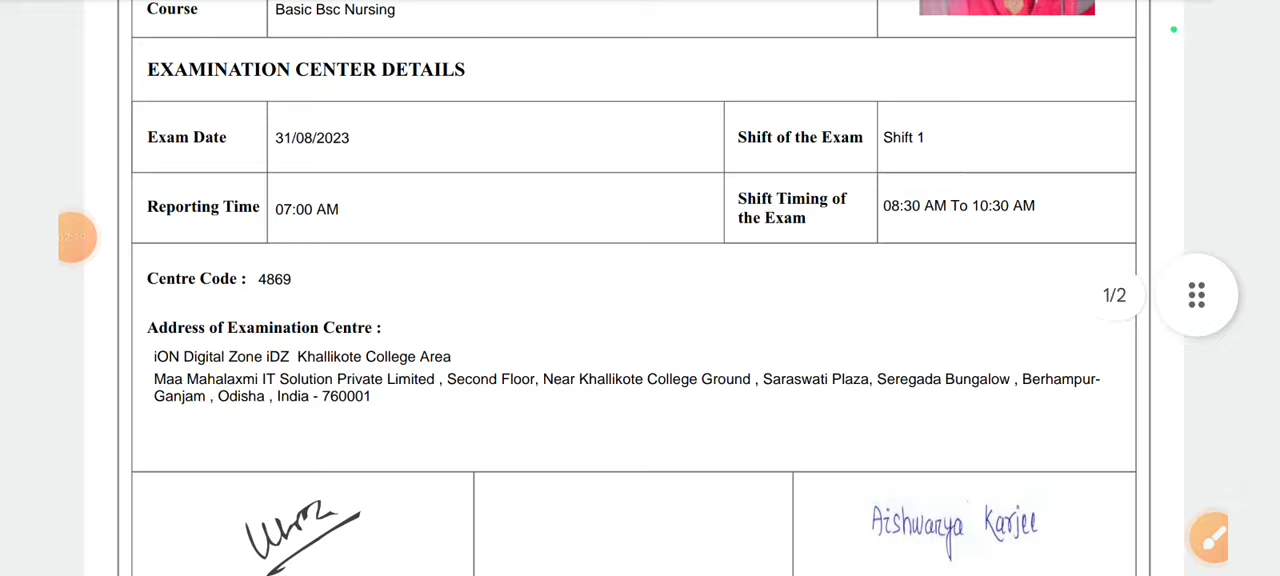 Course Basic Bsc Nursing
EXAMINATION CENTER DETAILS
Exam Date 31/08/2023 Shift of the Exam Shift 1
Reporting Time 07:00 AM Shift Timing of the Exam 08:30 AM To 10:30 AM
Centre Code : 4869
1/2
Address of Examination Centre :
iON Digital Zone iDZ Khallikote College Area
Maa Mahalaxmi IT Solution Private Limited , Second Floor, Near Khallikote College Ground , Saraswati Plaza, Seregada Bungalow , Berhampur-
Ganjam , Odisha , India - 760001
Aishwarya Karjee